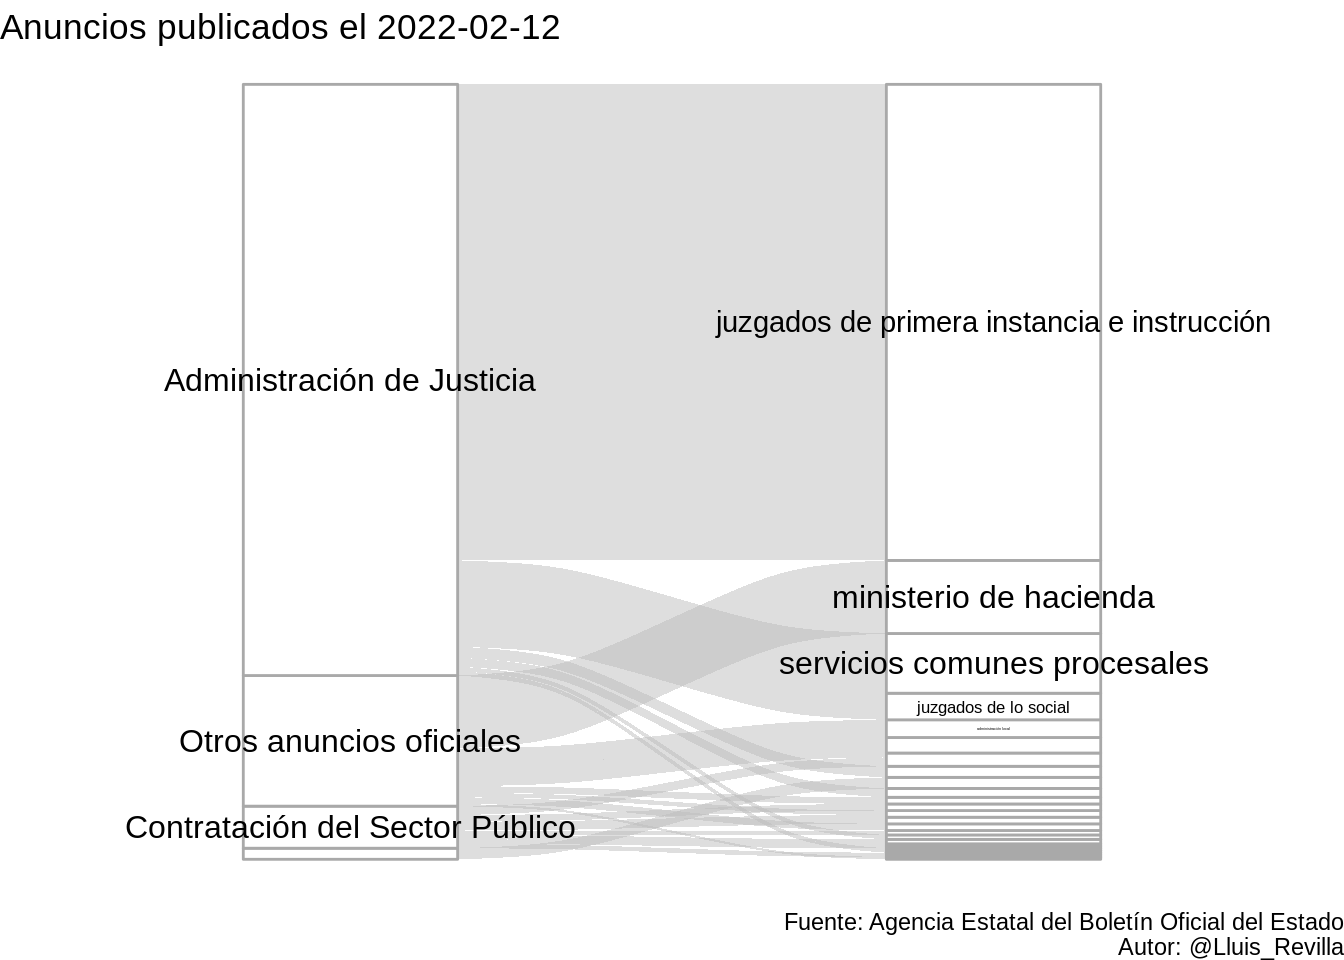 Anuncios publicados el 2022-02-12
juzgados de primera instancia e instrucción
Administración de Justicia
ministerio de hacienda
servicios comunes procesales
juzgados de lo social
administración local
Otros anuncios oficiales
Contratación del Sector Público
Fuente: Agencia Estatal del Boletín Oficial del Estado
Autor: @Lluis_Revilla